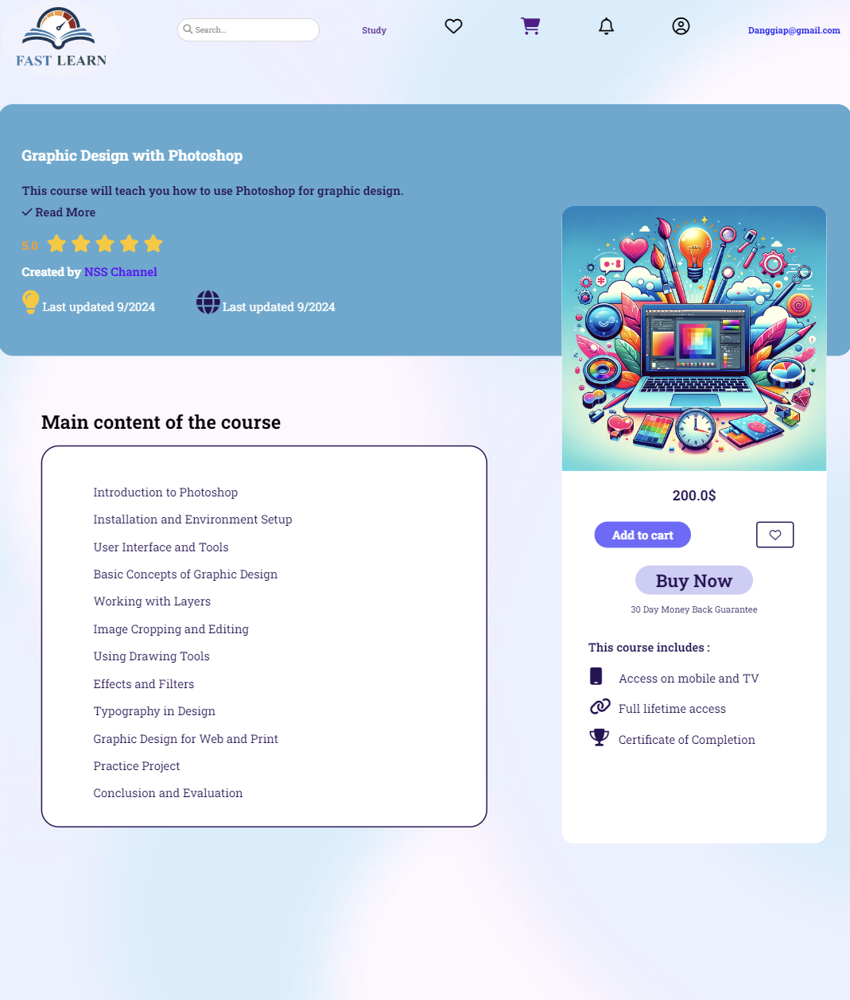 FAST LEARN
Search...
Study
Danggiap@gmail.com
Graphic Design with Photoshop
This course will teach you how to use Photoshop for graphic design.
Read More
5.0
Created by NSS Channel
Last updated 9/2024
Last updated 9/2024
Main content of the course
Introduction to Photoshop
Installation and Environment Setup
User Interface and Tools
Basic Concepts of Graphic Design
Working with Layers
Image Cropping and Editing
Using Drawing Tools
Effects and Filters
Typography in Design
Graphic Design for Web and Print
Practice Project
Conclusion and Evaluation
200.0$
Add to cart
Buy Now
30 Day Money Back Guarantee
This course includes :
Access on mobile and TV
Full lifetime access
Certificate of Completion